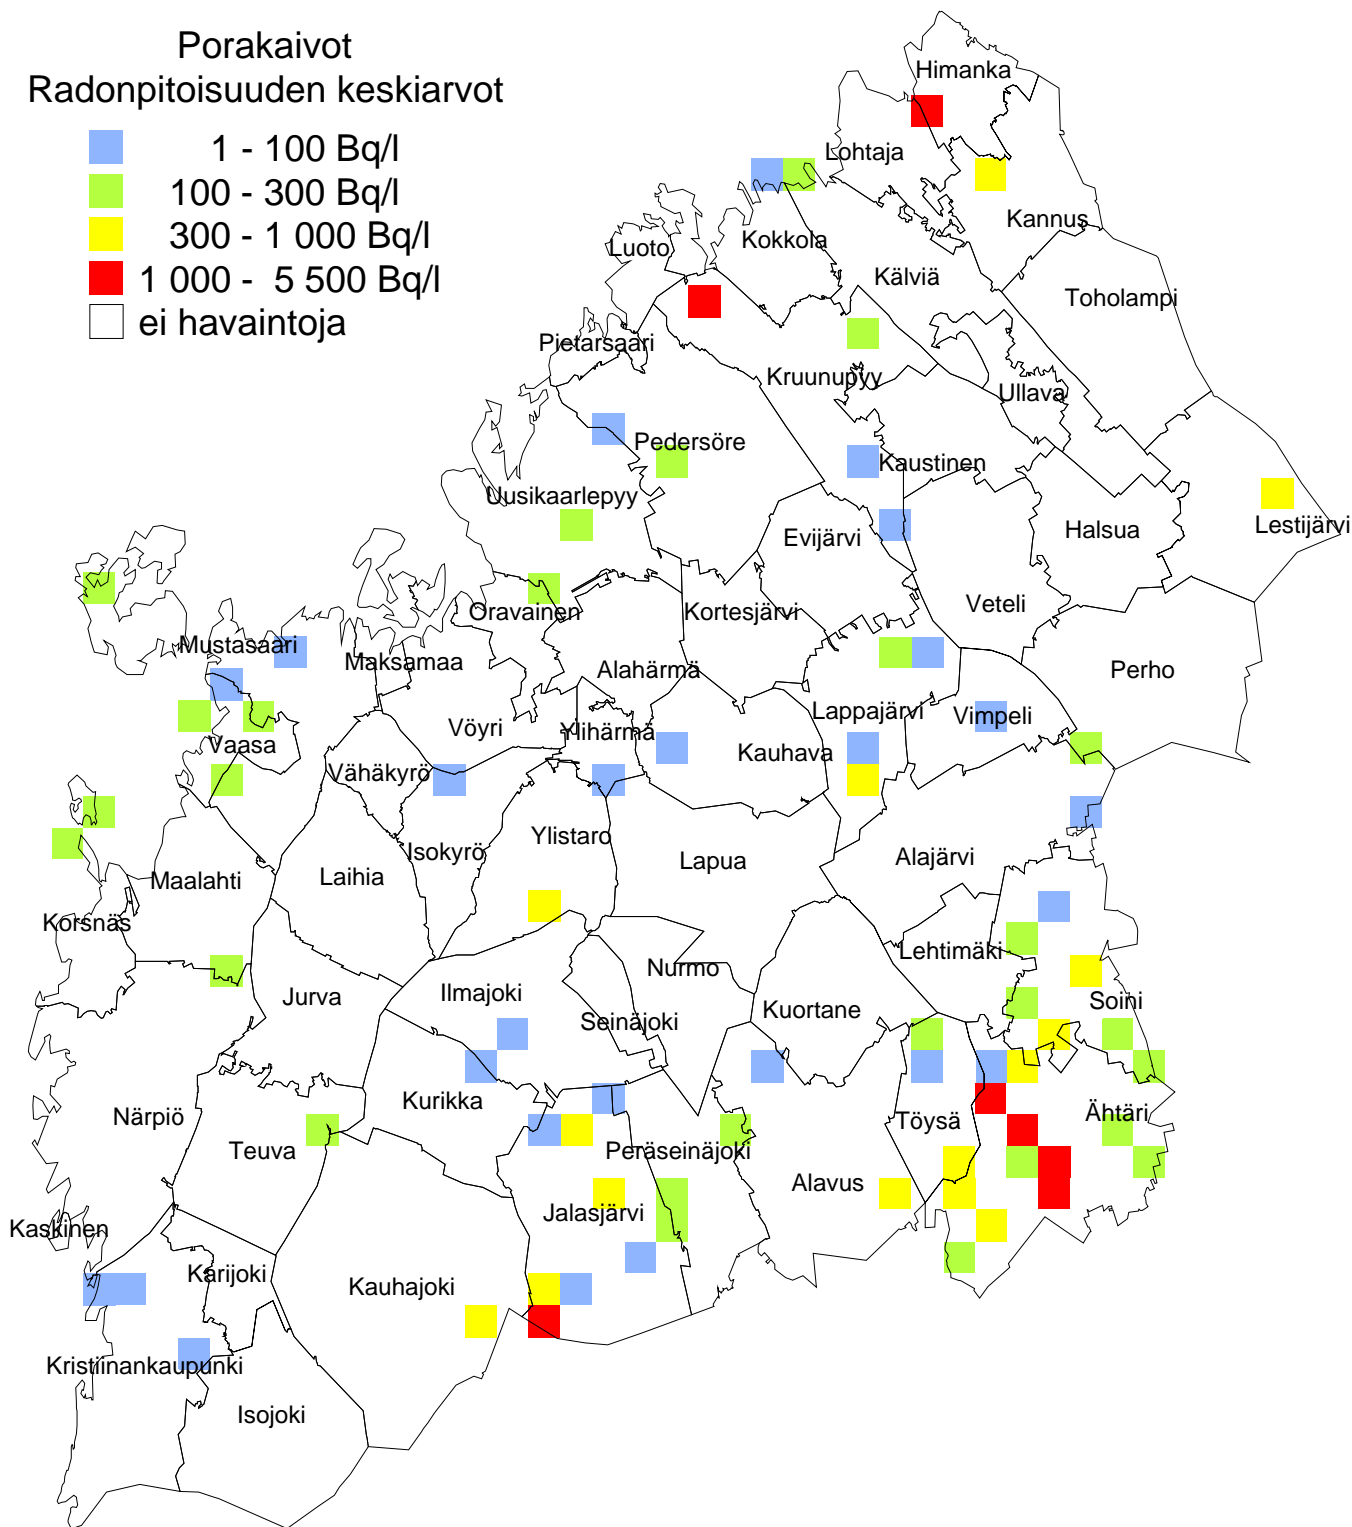 Porakaivot
Radonpitoisuuden keskiarvot
1 - 100 Bq/l
100 - 300 Bq/l
300 - 1 000 Bq/l
1 000 - 5 500 Bq/l
ei havaintoja
Himanka
Lohtaja
Kannus
Luoto
Kokkola
Kälviä
Toholampi
Pietarsaari
Kruunupyy
Ullava
Pedersöre
Kaustinen
Uusikaarlepyy
Evijärvi
Halsua
Lestijärvi
Oravainen
Kortesjärvi
Veteli
Mustasaari
Maksamaa
Alahärmä
Perho
Lappajärvi
Vimpeli
Vöyri
Ylihärmä
Vaasa
Kauhava
Vähäkyrö
Ylistaro
Isokyrö
Lapua
Alajärvi
Laihia
Maalahti
Korsnäs
Lehtimäki
Nurmo
Ilmajoki
Jurva
Kuortane
Soini
Seinäjoki
Kurikka
Närpiö
Ähtäri
Töysä
Teuva
Peräseinäjoki
Alavus
Jalasjärvi
Kaskinen
Karijoki
Kauhajoki
Kristiinankaupunki
Isojoki